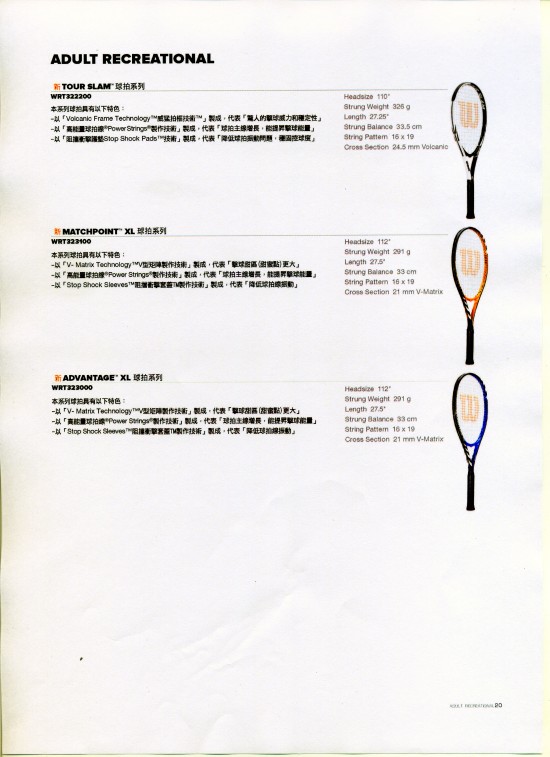 ADULT RECREATIONAL
新 TOUR SLAM™ 球拍系列
WRT322200
本系列球拍具有以下特色：
-以「Volcanic Frame Technology™威猛拍框技術™」製成，代表「驚人的擊球威力和穩定性」
-以「高能量球拍線®Power Strings®製作技術」製成，代表「球拍主線增長，能提昇擊球能量」
-以「阻護衝擊護墊Stop Shock Pads™技術」製成，代表「降低球拍振動問題，穩固控球度」
Headsize 110"
Strung Weight 326 g
Length 27.25"
Strung Balance 33.5 cm
String Pattern 16 x 19
Cross Section 24.5 mm Volcanic
新 MATCHPOINT™ XL 球拍系列
WRT323100
本系列球拍具有以下特色：
-以「V- Matrix Technology™V型矩陣製作技術」製成，代表「擊球甜區(甜蜜點)更大」
-以「高能量球拍線®Power Strings®製作技術」製成，代表「球拍主線增長，能提昇擊球能量」
-以「Stop Shock Sleeves™阻護衝擊套蓋TM製作技術」製成，代表「降低球拍線振動」
Headsize 112"
Strung Weight 291 g
Length 27.5"
Strung Balance 33 cm
String Pattern 16 x 19
Cross Section 21 mm V-Matrix
新 ADVANTAGE™ XL 球拍系列
WRT323000
本系列球拍具有以下特色：
-以「V- Matrix Technology™V型矩陣製作技術」製成，代表「擊球甜區(甜蜜點)更大」
-以「高能量球拍線®Power Strings®製作技術」製成，代表「球拍主線增長，能提昇擊球能量」
-以「Stop Shock Sleeves™阻護衝擊套蓋TM製作技術」製成，代表「降低球拍線振動」
Headsize 112"
Strung Weight 291 g
Length 27.5"
Strung Balance 33 cm
String Pattern 16 x 19
Cross Section 21 mm V-Matrix
ADULT RECREATIONAL 20